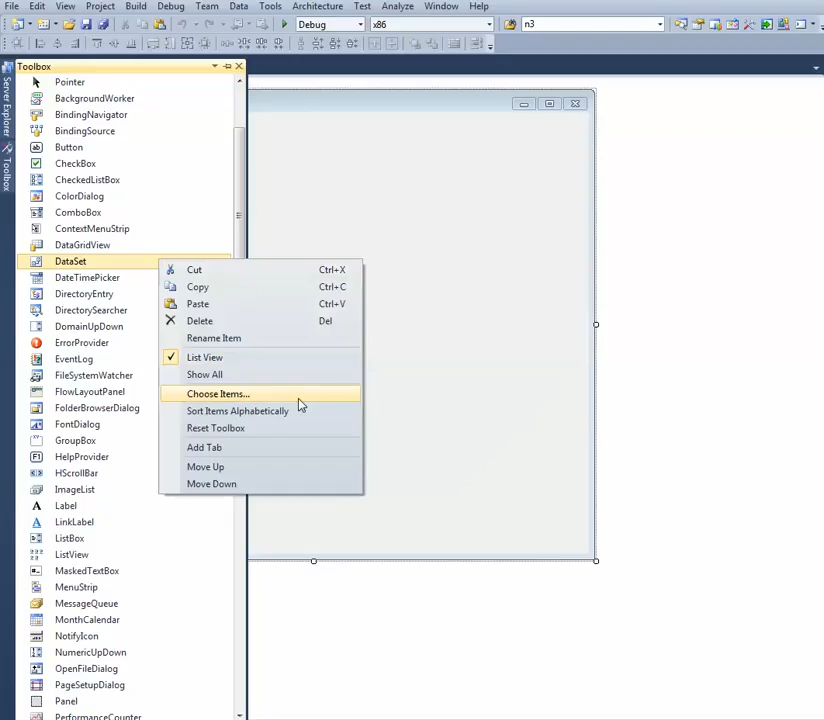 File Edit View Project Build Debug Team Data Tools Architecture Test Analyze Window Help
Debug x86 n3
Toolbox
Server Explorer
Toolbox
Pointer
BackgroundWorker
BindingNavigator
BindingSource
Button
CheckBox
CheckedListBox
ColorDialog
ComboBox
ContextMenuStrip
DataGridView
DataSet
DateTimePicker
DirectoryEntry
DirectorySearcher
DomainUpDown
ErrorProvider
EventLog
FileSystemWatcher
FlowLayoutPanel
FolderBrowserDialog
FontDialog
GroupBox
HelpProvider
HScrollBar
ImageList
Label
LinkLabel
ListBox
ListView
MaskedTextBox
MenuStrip
MessageQueue
MonthCalendar
NotifyIcon
NumericUpDown
OpenFileDialog
PageSetupDialog
Panel
PerformanceCounter
Cut Ctrl+X
Copy Ctrl+C
Paste Ctrl+V
Delete Del
Rename Item
List View
Show All
Choose Items...
Sort Items Alphabetically
Reset Toolbox
Add Tab
Move Up
Move Down